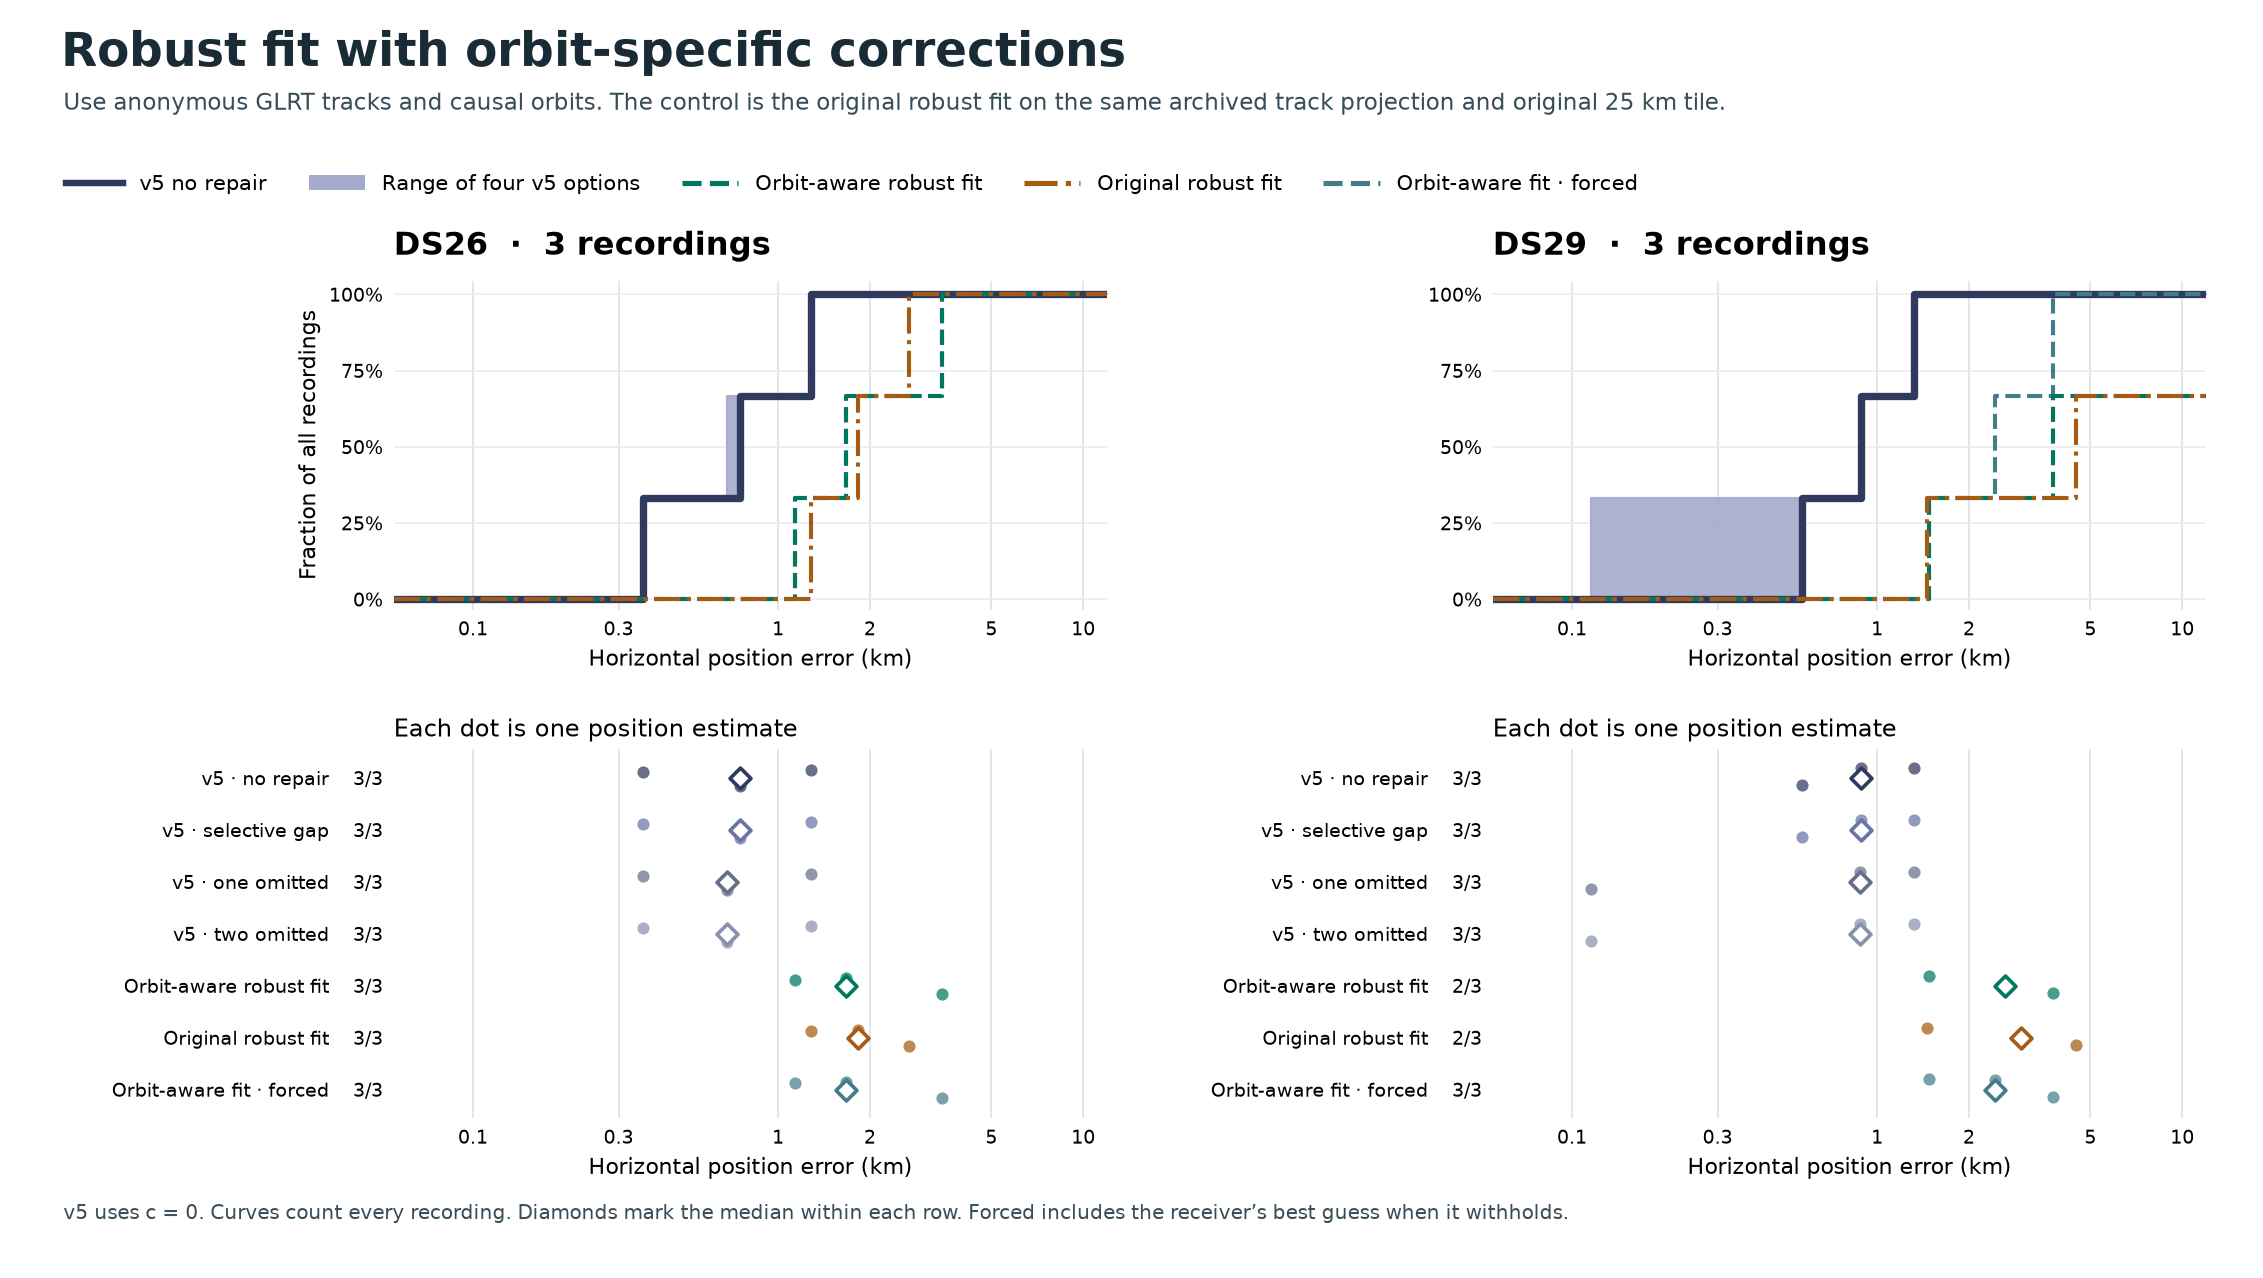 Robust fit with orbit-specific corrections
Use anonymous GLRT tracks and causal orbits. The control is the original robust fit on the same archived track projection and original 25 km tile.
v5 no repair
Range of four v5 options
Orbit-aware robust fit
Original robust fit
Orbit-aware fit · forced
DS26 · 3 recordings
Fraction of all recordings
100%
75%
50%
25%
0%
0.1 0.3 1 2 5 10
Horizontal position error (km)
DS29 · 3 recordings
100%
75%
50%
25%
0%
0.1 0.3 1 2 5 10
Horizontal position error (km)
Each dot is one position estimate
v5 · no repair 3/3
v5 · selective gap 3/3
v5 · one omitted 3/3
v5 · two omitted 3/3
Orbit-aware robust fit 3/3
Original robust fit 3/3
Orbit-aware fit · forced 3/3
0.1 0.3 1 2 5 10
Horizontal position error (km)
Each dot is one position estimate
v5 · no repair 3/3
v5 · selective gap 3/3
v5 · one omitted 3/3
v5 · two omitted 3/3
Orbit-aware robust fit 2/3
Original robust fit 2/3
Orbit-aware fit · forced 3/3
0.1 0.3 1 2 5 10
Horizontal position error (km)
v5 uses c = 0. Curves count every recording. Diamonds mark the median within each row. Forced includes the receiver’s best guess when it withholds.